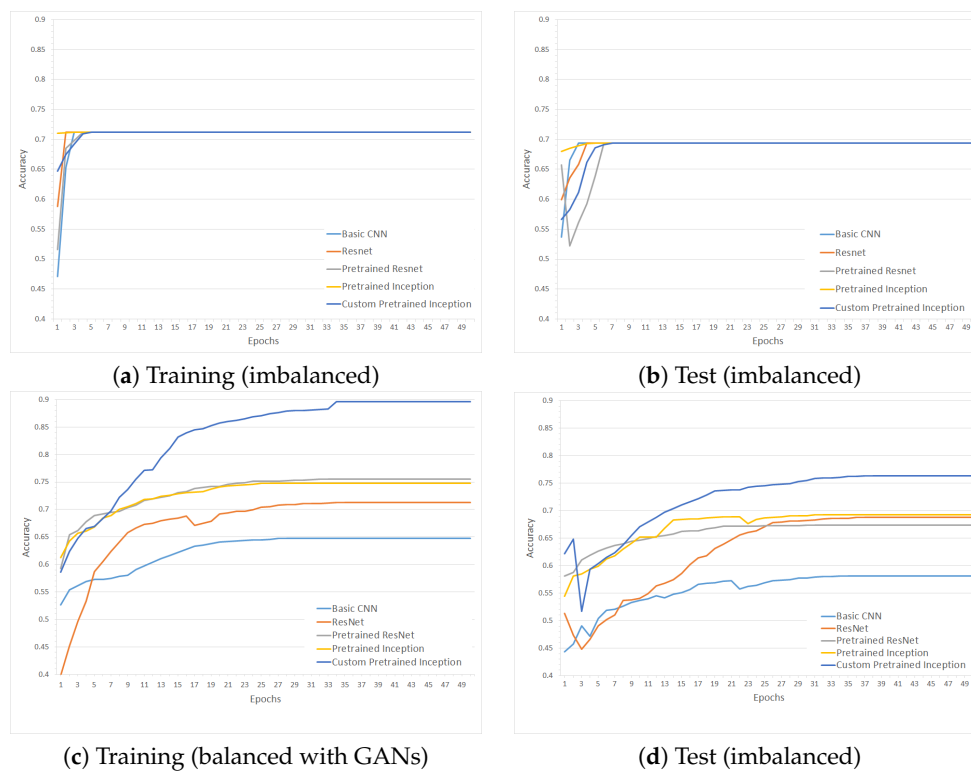 0.9
0.85
0.8
0.75
0.7
0.65
0.6
0.55
0.5
0.45
0.4
Accuracy
1 3 5 7 9 11 13 15 17 19 21 23 25 27 29 31 33 35 37 39 41 43 45 47 49
Epochs
Basic CNN
Resnet
Pretrained Resnet
Pretrained Inception
Custom Pretrained Inception
(a) Training (imbalanced)
0.9
0.85
0.8
0.75
0.7
0.65
0.6
0.55
0.5
0.45
0.4
Accuracy
1 3 5 7 9 11 13 15 17 19 21 23 25 27 29 31 33 35 37 39 41 43 45 47 49
Epochs
Basic CNN
Resnet
Pretrained Resnet
Pretrained Inception
Custom Pretrained Inception
(b) Test (imbalanced)
0.9
0.85
0.8
0.75
0.7
0.65
0.6
0.55
0.5
0.45
0.4
Accuracy
1 3 5 7 9 11 13 15 17 19 21 23 25 27 29 31 33 35 37 39 41 43 45 47 49
Epochs
Basic CNN
ResNet
Pretrained ResNet
Pretrained Inception
Custom Pretrained Inception
(c) Training (balanced with GANs)
0.9
0.85
0.8
0.75
0.7
0.65
0.6
0.55
0.5
0.45
0.4
Accuracy
1 3 5 7 9 11 13 15 17 19 21 23 25 27 29 31 33 35 37 39 41 43 45 47 49
Epochs
Basic CNN
ResNet
Pretrained ResNet
Pretrained Inception
Custom Pretrained Inception
(d) Test (imbalanced)